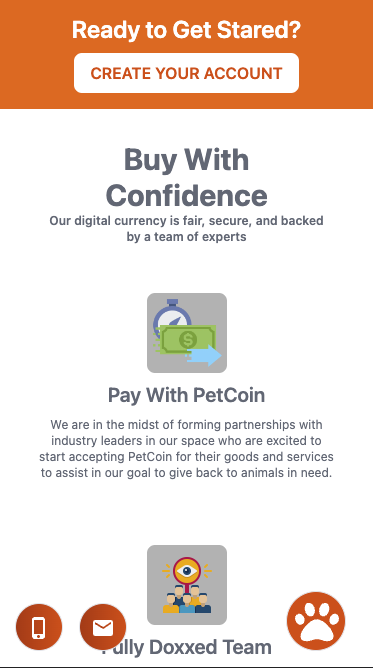 Ready to Get Stared?
CREATE YOUR ACCOUNT
Buy With
Confidence
Our digital currency is fair, secure, and backed
by a team of experts
Pay With PetCoin
We are in the midst of forming partnerships with
industry leaders in our space who are excited to
start accepting PetCoin for their goods and services
to assist in our goal to give back to animals in need.
Fully Doxxed Team